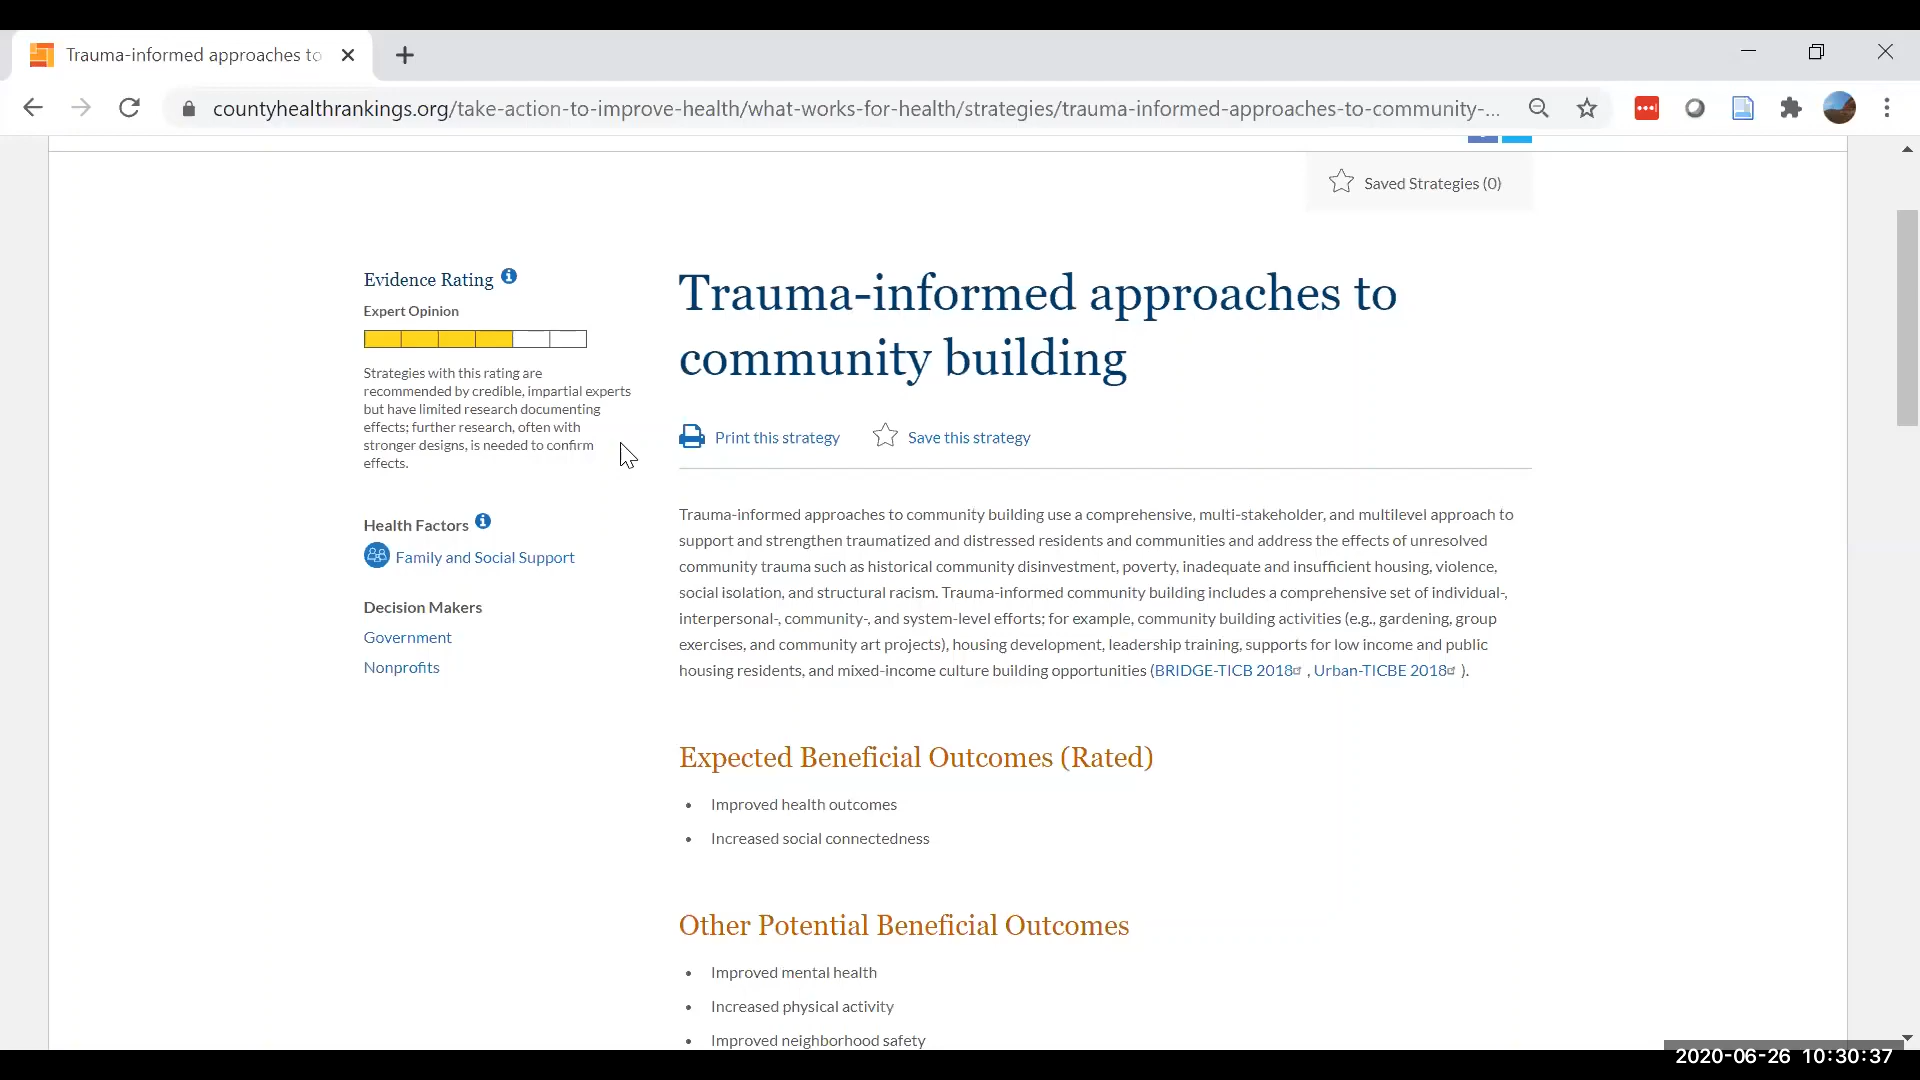 Trauma-informed approaches to
countyhealthrankings.org/take-action-to-improve-health/what-works-for-health/strategies/trauma-informed-approaches-to-community-...
Saved Strategies (0)
Evidence Rating
Expert Opinion
Strategies with this rating are
recommended by credible, impartial experts
but have limited research documenting
effects; further research, often with
stronger designs, is needed to confirm
effects.
Health Factors
Family and Social Support
Decision Makers
Government
Nonprofits
Trauma-informed approaches to
community building
Print this strategy
Save this strategy
Trauma-informed approaches to community building use a comprehensive, multi-stakeholder, and multilevel approach to
support and strengthen traumatized and distressed residents and communities and address the effects of unresolved
community trauma such as historical community disinvestment, poverty, inadequate and insufficient housing, violence,
social isolation, and structural racism. Trauma-informed community building includes a comprehensive set of individual-,
interpersonal-, community-, and system-level efforts; for example, community building activities (e.g., gardening, group
exercises, and community art projects), housing development, leadership training, supports for low income and public
housing residents, and mixed-income culture building opportunities (BRIDGE-TICB 2018 , Urban-TICBE 2018 ).
Expected Beneficial Outcomes (Rated)
• Improved health outcomes
• Increased social connectedness
Other Potential Beneficial Outcomes
• Improved mental health
• Increased physical activity
• Improved neighborhood safety
2020-06-26 10:30:37